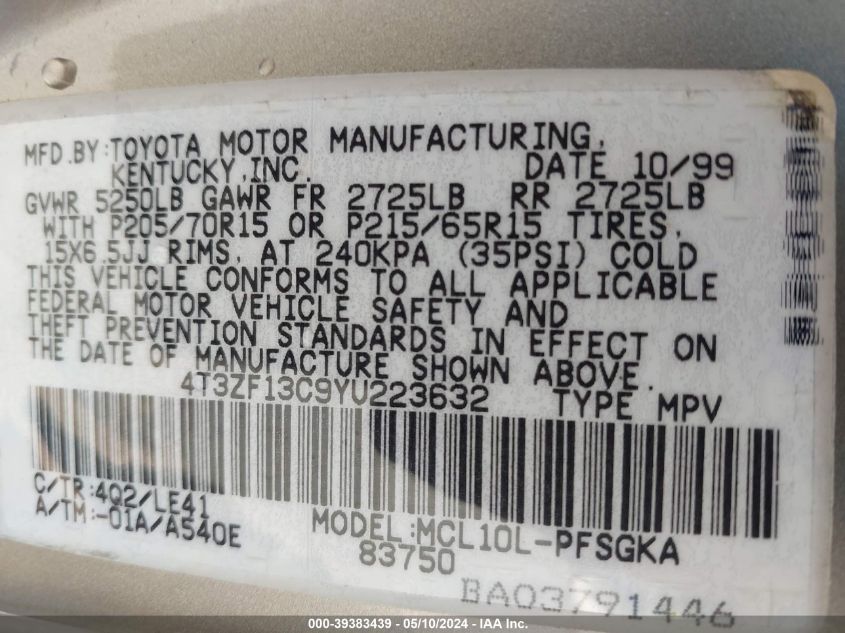 MFD.BY:TOYOTA MOTOR MANUFACTURING,
KENTUCKY,INC. DATE 10/99
GVWR 5250LB GAWR FR 2725LB RR 2725LB
WITH P205/70R15 OR P215/65R15 TIRES,
15X6.5JJ RIMS, AT 240KPA (35PSI) COLD
THIS VEHICLE CONFORMS TO ALL APPLICABLE
FEDERAL MOTOR VEHICLE SAFETY AND
THEFT PREVENTION STANDARDS IN EFFECT ON
THE DATE OF MANUFACTURE SHOWN ABOVE.
4T3ZF13C9YU223632 TYPE MPV
C/TR:4Q2/LE41
A/TM:-01A/A540E
MODEL:MCL10L-PFSGKA
83750
BA03791446
000-39383439 - 05/10/2024 - IAAI.COM